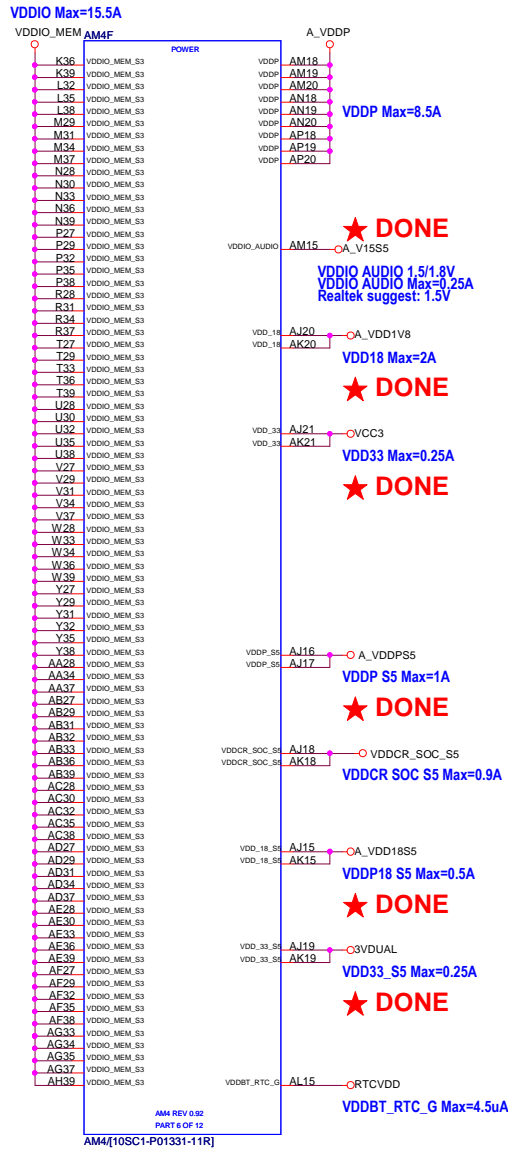 VDDIO Max=15.5A
VDDIO_MEM AM4F A_VDDP
POWER
K36 VDDIO_MEM_S3 VDDP AM18
K39 VDDIO_MEM_S3 VDDP AM19
L32 VDDIO_MEM_S3 VDDP AM20
L35 VDDIO_MEM_S3 VDDP AN18
L38 VDDIO_MEM_S3 VDDP AN19
M29 VDDIO_MEM_S3 VDDP AN20
M31 VDDIO_MEM_S3 VDDP AP18
M34 VDDIO_MEM_S3 VDDP AP19
M37 VDDIO_MEM_S3 VDDP AP20
VDDP Max=8.5A
N28 VDDIO_MEM_S3
N30 VDDIO_MEM_S3
N33 VDDIO_MEM_S3
N36 VDDIO_MEM_S3
N39 VDDIO_MEM_S3
P27 VDDIO_MEM_S3
DONE
P29 VDDIO_MEM_S3 VDDIO_AUDIO AM15 A_V15S5
P32 VDDIO_MEM_S3
P35 VDDIO_MEM_S3
P38 VDDIO_MEM_S3
R28 VDDIO_MEM_S3
VDDIO AUDIO 1.5/1.8V
VDDIO AUDIO Max=0.25A
Realtek suggest: 1.5V
R31 VDDIO_MEM_S3
R34 VDDIO_MEM_S3
R37 VDDIO_MEM_S3 VDD_18 AJ20 A_VDD1V8
T27 VDDIO_MEM_S3 VDD_18 AK20
VDD18 Max=2A
T29 VDDIO_MEM_S3
T33 VDDIO_MEM_S3
T36 VDDIO_MEM_S3
T39 VDDIO_MEM_S3
DONE
U28 VDDIO_MEM_S3
U30 VDDIO_MEM_S3
U32 VDDIO_MEM_S3 VDD_33 AJ21 VCC3
U35 VDDIO_MEM_S3 VDD_33 AK21
U38 VDDIO_MEM_S3
VDD33 Max=0.25A
V27 VDDIO_MEM_S3
V29 VDDIO_MEM_S3
V31 VDDIO_MEM_S3
DONE
V34 VDDIO_MEM_S3
V37 VDDIO_MEM_S3
W28 VDDIO_MEM_S3
W33 VDDIO_MEM_S3
W34 VDDIO_MEM_S3
W36 VDDIO_MEM_S3
W39 VDDIO_MEM_S3
Y27 VDDIO_MEM_S3
Y29 VDDIO_MEM_S3
Y31 VDDIO_MEM_S3
Y32 VDDIO_MEM_S3
Y35 VDDIO_MEM_S3
Y38 VDDIO_MEM_S3 VDDP_S5 AJ16 A_VDDPS5
AA28 VDDIO_MEM_S3 VDDP_S5 AJ17
AA34 VDDIO_MEM_S3
VDDP S5 Max=1A
AA37 VDDIO_MEM_S3
AB27 VDDIO_MEM_S3
AB29 VDDIO_MEM_S3
DONE
AB31 VDDIO_MEM_S3
AB32 VDDIO_MEM_S3
AB33 VDDIO_MEM_S3 VDDCR_SOC_S5 AJ18 VDDCR_SOC_S5
AB36 VDDIO_MEM_S3 VDDCR_SOC_S5 AK18
AB39 VDDIO_MEM_S3
VDDCR SOC S5 Max=0.9A
AC28 VDDIO_MEM_S3
AC30 VDDIO_MEM_S3
AC32 VDDIO_MEM_S3
AC35 VDDIO_MEM_S3
AC38 VDDIO_MEM_S3
AD27 VDDIO_MEM_S3 VDD_18_S5 AJ15 A_VDD18S5
AD29 VDDIO_MEM_S3 VDD_18_S5 AK15
AD31 VDDIO_MEM_S3
VDDP18 S5 Max=0.5A
AD34 VDDIO_MEM_S3
AD37 VDDIO_MEM_S3
DONE
AE28 VDDIO_MEM_S3
AE30 VDDIO_MEM_S3
AE33 VDDIO_MEM_S3
AE36 VDDIO_MEM_S3 VDD_33_S5 AJ19 3VDUAL
AE39 VDDIO_MEM_S3 VDD_33_S5 AK19
AF27 VDDIO_MEM_S3
VDD33_S5 Max=0.25A
AF29 VDDIO_MEM_S3
AF32 VDDIO_MEM_S3
AF35 VDDIO_MEM_S3
DONE
AF38 VDDIO_MEM_S3
AG33 VDDIO_MEM_S3
AG34 VDDIO_MEM_S3
AG35 VDDIO_MEM_S3
AG37 VDDIO_MEM_S3
AH39 VDDIO_MEM_S3 VDDBT_RTC_G AL15 RTCVDD
VDDBT_RTC_G Max=4.5uA
AM4 REV 0.92
PART 6 OF 12
AM4/[10SC1-P01331-11R]